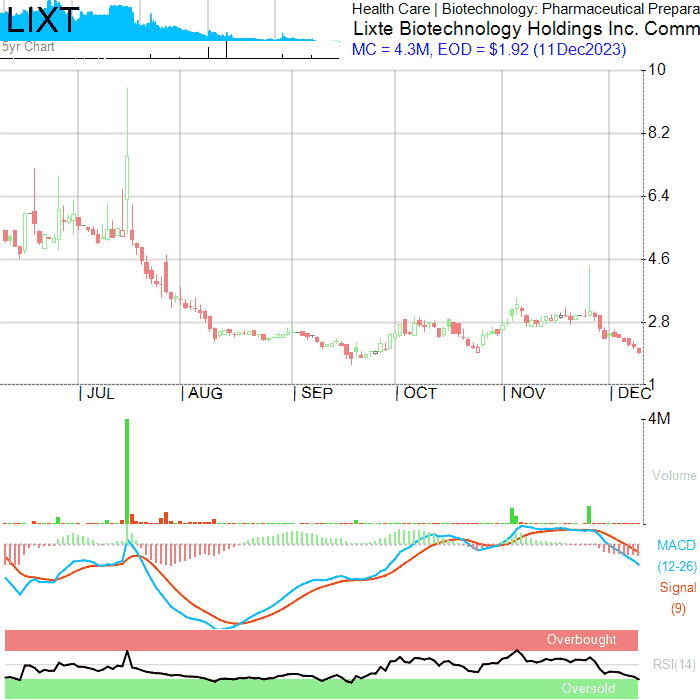 LIXT
5yr Chart
Health Care | Biotechnology: Pharmaceutical Prepara
Lixte Biotechnology Holdings Inc. Comm
MC = 4.3M, EOD = $1.92 (11Dec2023)
10
8.2
6.4
4.6
2.8
1
| JUL | AUG | SEP | OCT | NOV | DEC
4M
Volume
MACD
(12-26)
Signal
(9)
Overbought
RSI(14)
Oversold